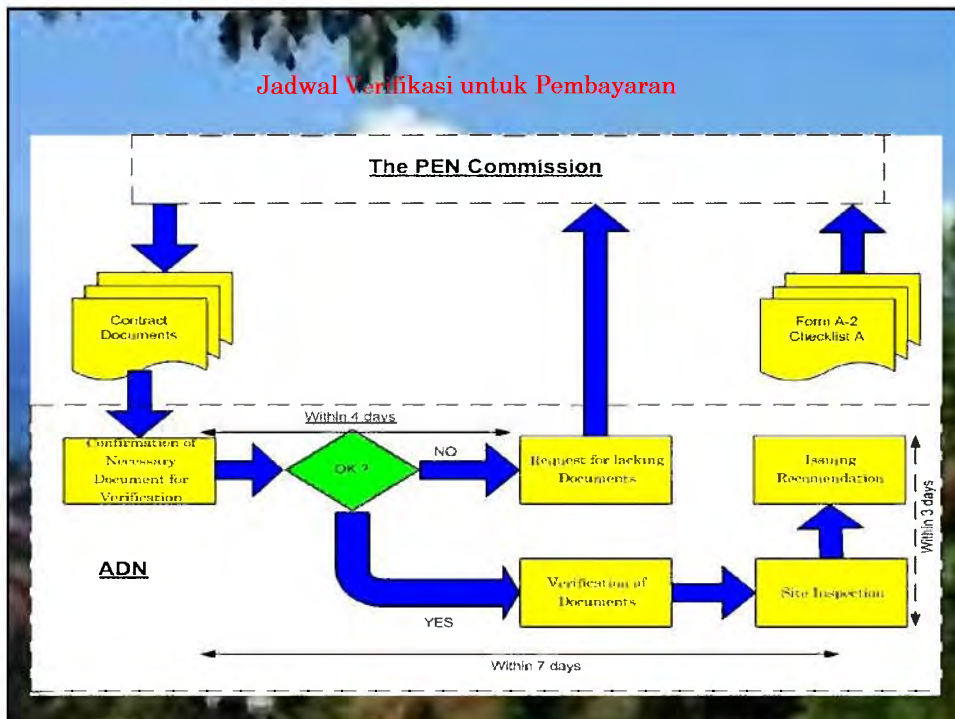 Jadwal Verifikasi untuk Pembayaran
The PEN Commission
Contract
Documents
Form A-2
Checklist A
Within 4 days
Confirmation of
Necessary
Document for
Verification
OK ?
NO
Request for lacking
Documents
Issuing
Recomendation
Within 3 days
ADN
YES
Verification of
Documents
Site Inspection
Within 7 days